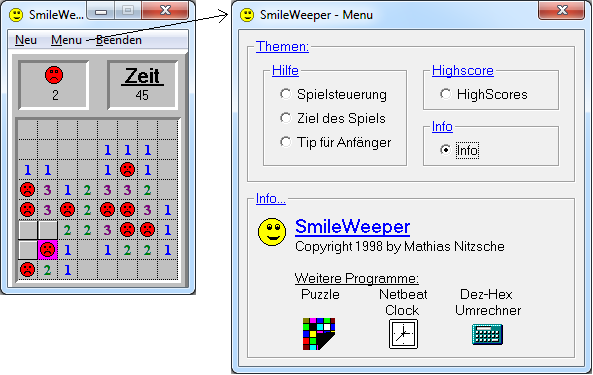 SmileWe...
Neu Menu Beenden
2
Zeit
45
1 1 1
1 1 1 1
3 1 2 3 3 2
3 2 3 1
2 2 3 1
1 1 2 2 1
2 1
SmileWeeper - Menu
Themen:
Hilfe
Spielsteuerung
Ziel des Spiels
Tip für Anfänger
Highscore
HighScores
Info
Info
Info...
SmileWeeper
Copyright 1998 by Mathias Nitzsche
Weitere Programme:
Puzzle
Netbeat
Clock
Dez-Hex
Umrechner